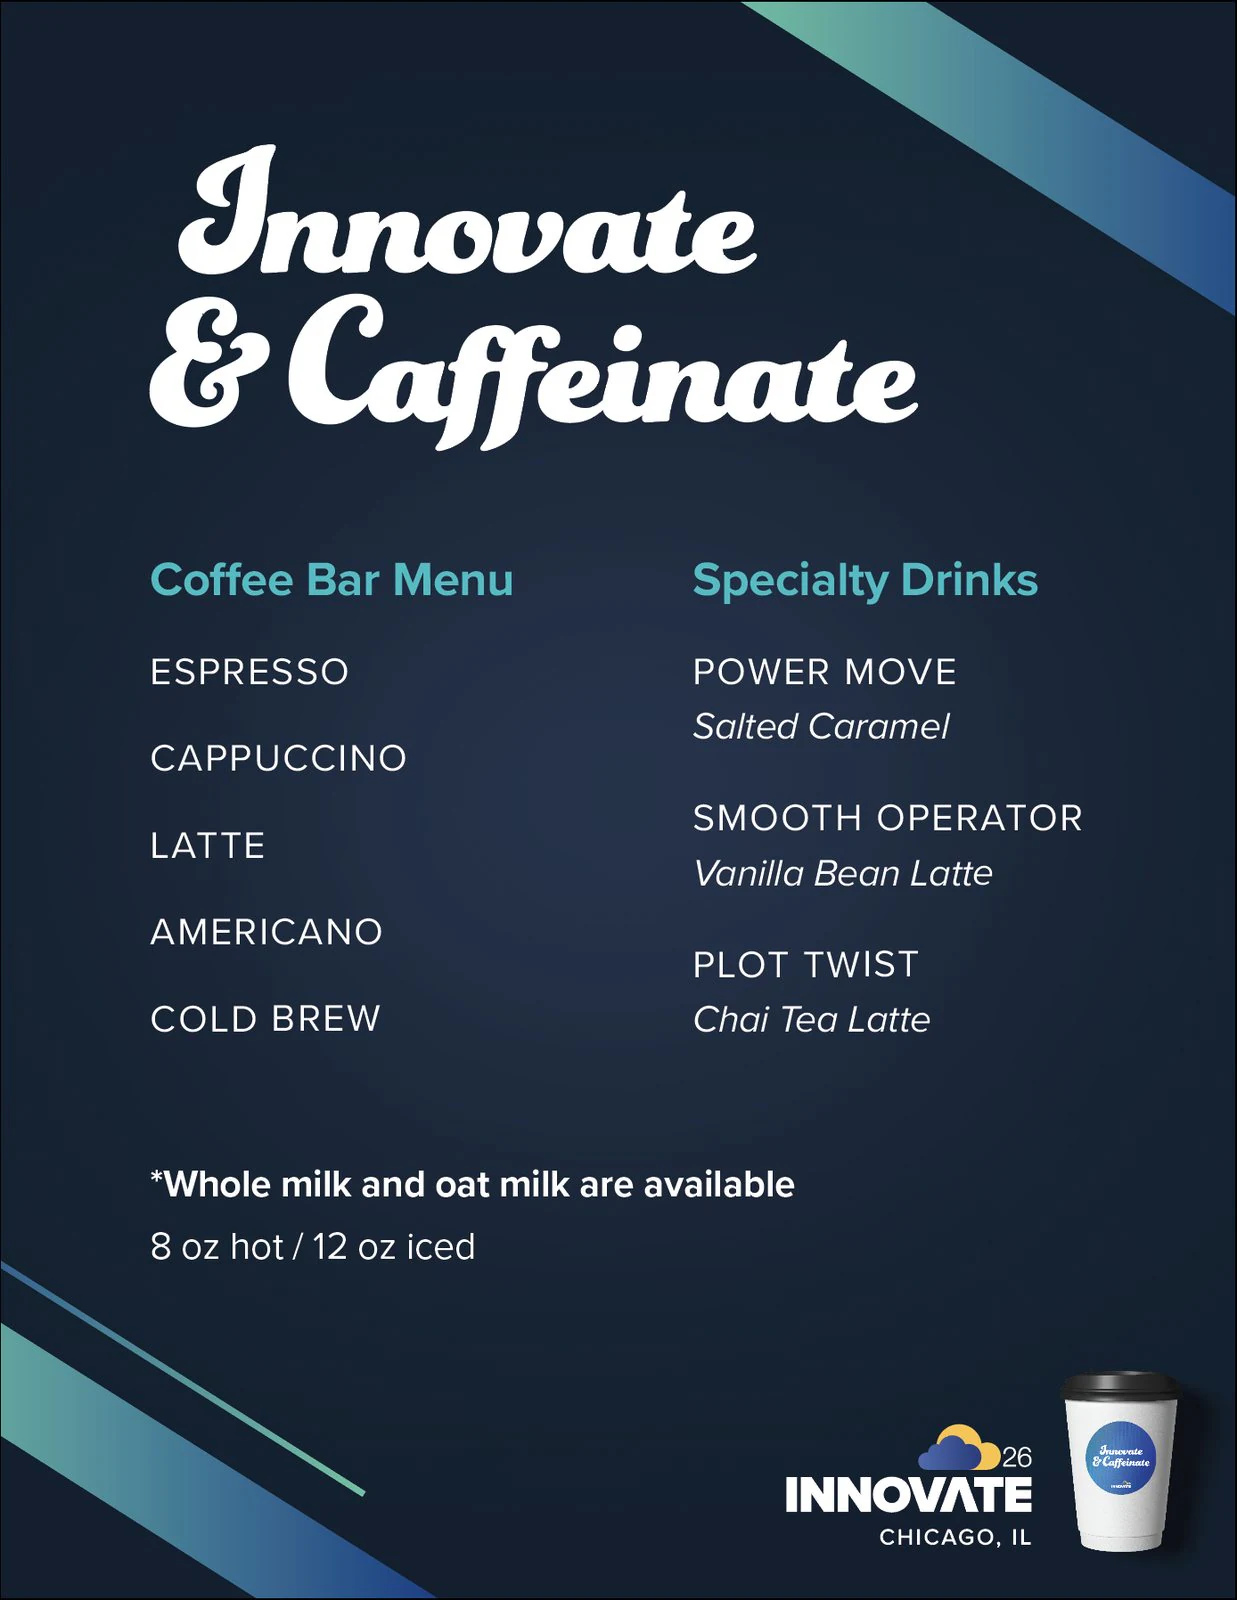 Innovate
& Caffeinate
Coffee Bar Menu
ESPRESSO
CAPPUCCINO
LATTE
AMERICANO
COLD BREW
Specialty Drinks
POWER MOVE
Salted Caramel
SMOOTH OPERATOR
Vanilla Bean Latte
PLOT TWIST
Chai Tea Latte
*Whole milk and oat milk are available
8 oz hot / 12 oz iced
26
INNOVATE
CHICAGO, IL
Innovate
& Caffeinate
INNOVATE